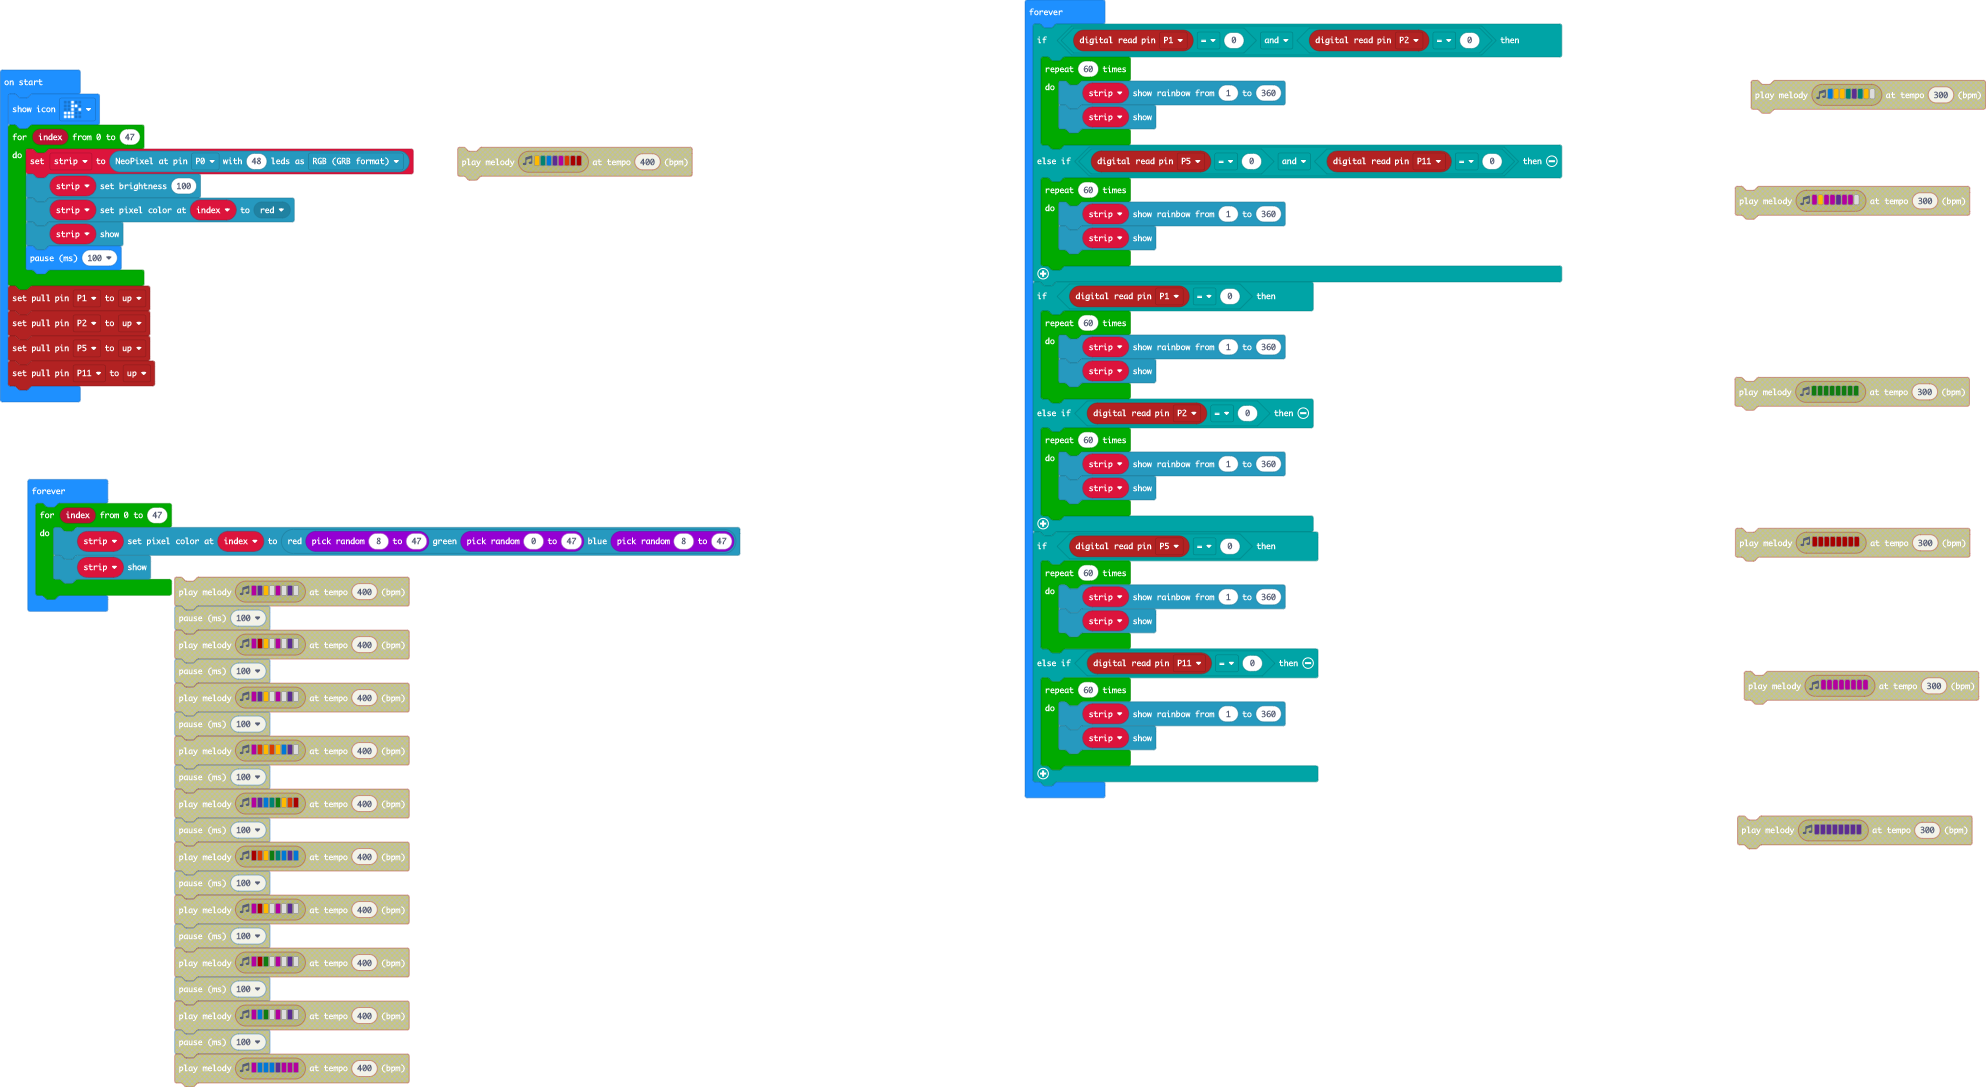 on start
show icon
for index from 0 to 47
do
set strip to NeoPixel at pin P0 with 48 leds as RGB (GRB format)
strip set brightness 100
strip set pixel color at index to red
strip show
pause (ms) 100
set pull pin P1 to up
set pull pin P2 to up
set pull pin P5 to up
set pull pin P11 to up
play melody at tempo 400 (bpm)
forever
for index from 0 to 47
do
strip set pixel color at index to red pick random 8 to 47 green pick random 0 to 47 blue pick random 8 to 47
strip show
play melody at tempo 400 (bpm)
pause (ms) 100
play melody at tempo 400 (bpm)
pause (ms) 100
play melody at tempo 400 (bpm)
pause (ms) 100
play melody at tempo 400 (bpm)
pause (ms) 100
play melody at tempo 400 (bpm)
pause (ms) 100
play melody at tempo 400 (bpm)
pause (ms) 100
play melody at tempo 400 (bpm)
pause (ms) 100
play melody at tempo 400 (bpm)
pause (ms) 100
play melody at tempo 400 (bpm)
pause (ms) 100
play melody at tempo 400 (bpm)
forever
if digital read pin P1 = 0 and digital read pin P2 = 0 then
repeat 60 times
do
strip show rainbow from 1 to 360
strip show
else if digital read pin P5 = 0 and digital read pin P11 = 0 then
repeat 60 times
do
strip show rainbow from 1 to 360
strip show
if digital read pin P1 = 0 then
repeat 60 times
do
strip show rainbow from 1 to 360
strip show
else if digital read pin P2 = 0 then
repeat 60 times
do
strip show rainbow from 1 to 360
strip show
if digital read pin P5 = 0 then
repeat 60 times
do
strip show rainbow from 1 to 360
strip show
else if digital read pin P11 = 0 then
repeat 60 times
do
strip show rainbow from 1 to 360
strip show
play melody at tempo 300 (bpm)
play melody at tempo 300 (bpm)
play melody at tempo 300 (bpm)
play melody at tempo 300 (bpm)
play melody at tempo 300 (bpm)
play melody at tempo 300 (bpm)